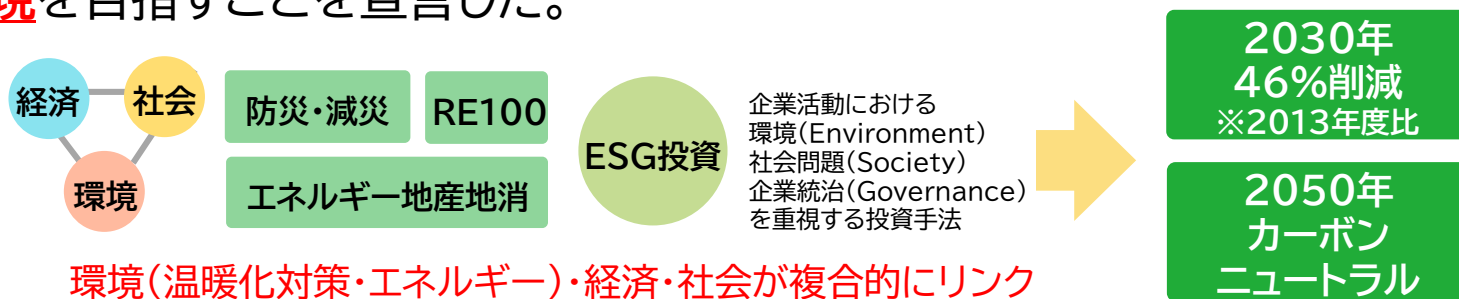 境を目指すことを宣言した。
経済
社会
環境
防災・減災
RE100
エネルギー地産地消
ESG投資
企業活動における
環境(Environment)
社会問題(Society)
企業統治(Governance)
を重視する投資手法
2030年
46%削減
※2013年度比
2050年
カーボン
ニュートラル
環境(温暖化対策・エネルギー)・経済・社会が複合的にリンク